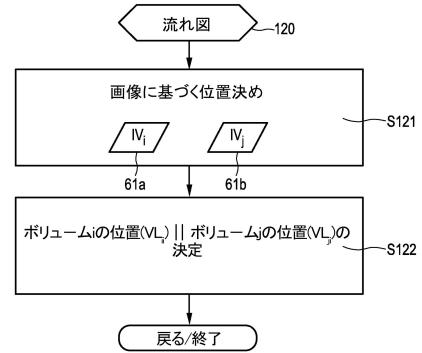 流れ図
120
画像に基づく位置決め
IVi
IVj
S121
61a
61b
ボリュームiの位置(VLii) || ボリュームjの位置(VLji)の
決定
S122
戻る/終了